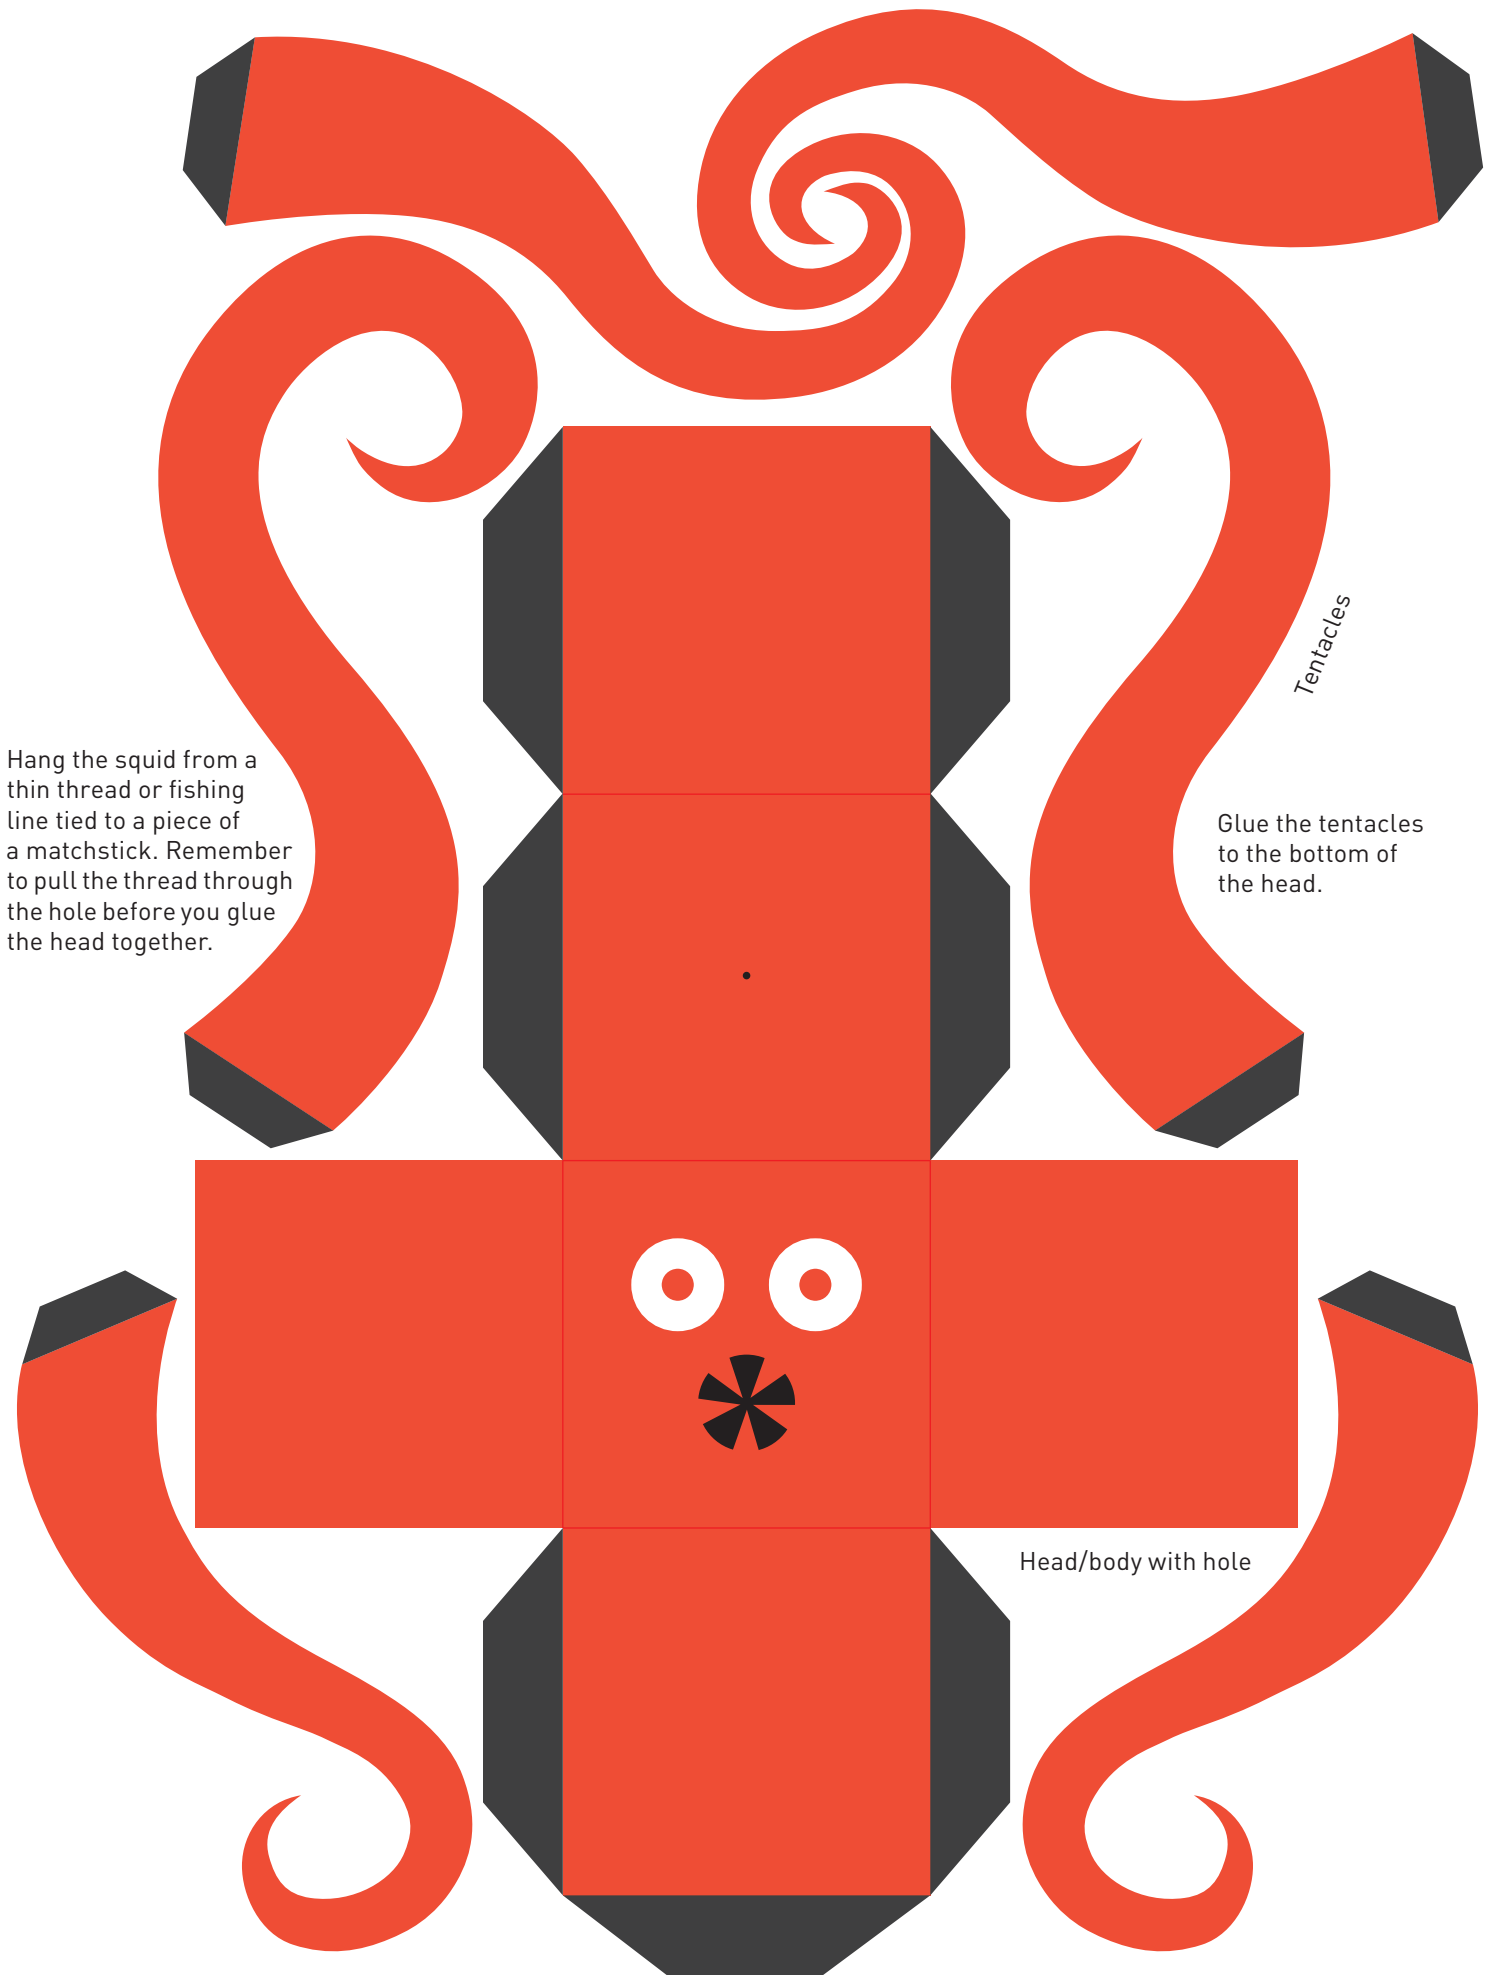 Tentacles
Hang the squid from a
thin thread or fishing
line tied to a piece of
a matchstick. Remember
to pull the thread through
the hole before you glue
the head together.
Glue the tentacles
to the bottom of
the head.
Head/body with hole